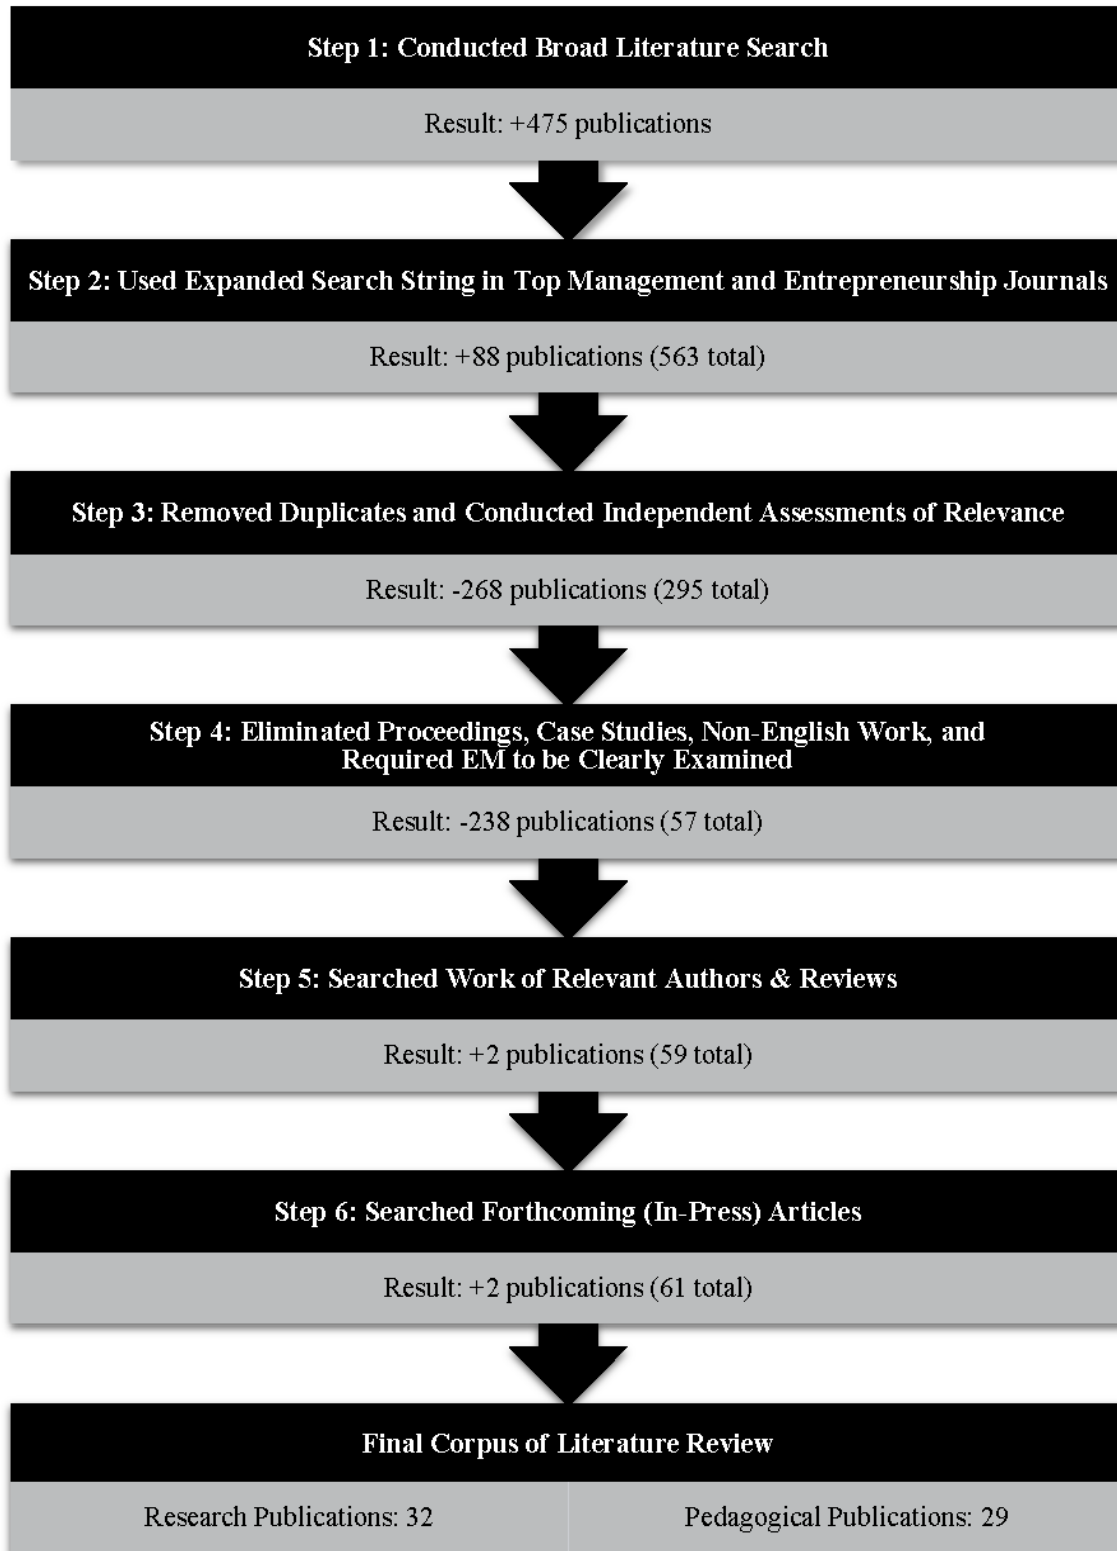 Step 1: Conducted Broad Literature Search
Result: +475 publications
Step 2: Used Expanded Search String in Top Management and Entrepreneurship Journals
Result: +88 publications (563 total)
Step 3: Removed Duplicates and Conducted Independent Assessments of Relevance
Result: -268 publications (295 total)
Step 4: Eliminated Proceedings, Case Studies, Non-English Work, and
Required EM to be Clearly Examined
Result: -238 publications (57 total)
Step 5: Searched Work of Relevant Authors & Reviews
Result: +2 publications (59 total)
Step 6: Searched Forthcoming (In-Press) Articles
Result: +2 publications (61 total)
Final Corpus of Literature Review
Research Publications: 32
Pedagogical Publications: 29